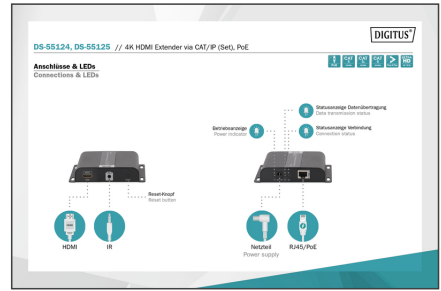 DIGITUS®
DS-55124, DS-55125 // 4K HDMI Extender via CAT/IP (Set), PoE
Anschlüsse & LEDs
Connections & LEDs
Statusanzeige Datenübertragung
Data transmission status
Betriebsanzeige
Power indicator
Statusanzeige Verbindung
Connection status
Reset-Knopf
Reset button
HDMI
IR
Netzteil
Power supply
RJ45/PoE